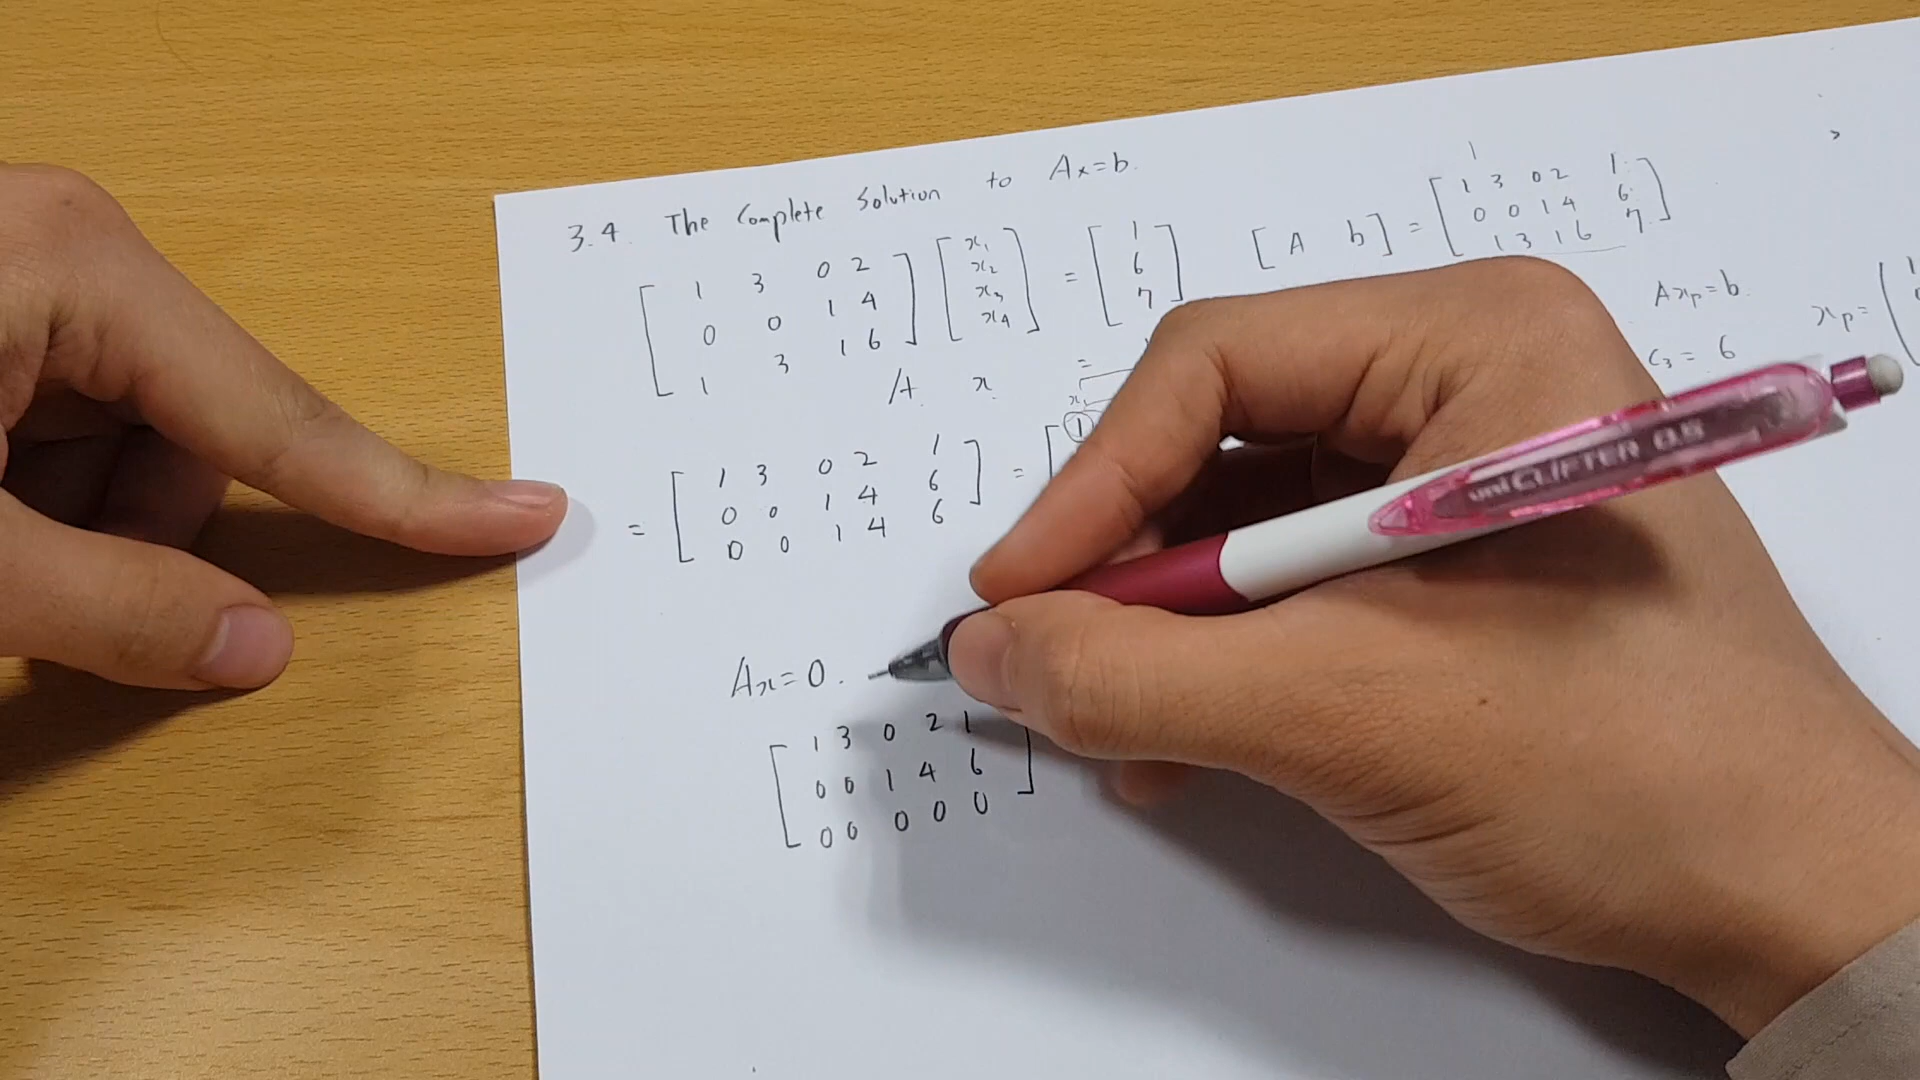 3.4 The Complete Solution to Ax=b.
[ 1 3 0 2 ] [ x₁ ] = [ 1 ] [ A b ] = [ 1 3 0 2 1 ]
[ 0 0 1 4 ] [ x₂ ] [ 6 ] [ 0 0 1 4 6 ]
[ 1 3 1 6 ] [ x₃ ] [ 7 ] [ 1 3 1 6 7 ]
[ x₄ ]
A x =
Axₚ=b.
xₚ=
C₃ = 6
x₁
= [ 1 3 0 2 1 ] = [ ①
[ 0 0 1 4 6 ]
[ 0 0 1 4 6 ]
uni CLIFTER 0.5
Ax=0.
[ 1 3 0 2 1 ]
[ 0 0 1 4 6 ]
[ 0 0 0 0 0 ]